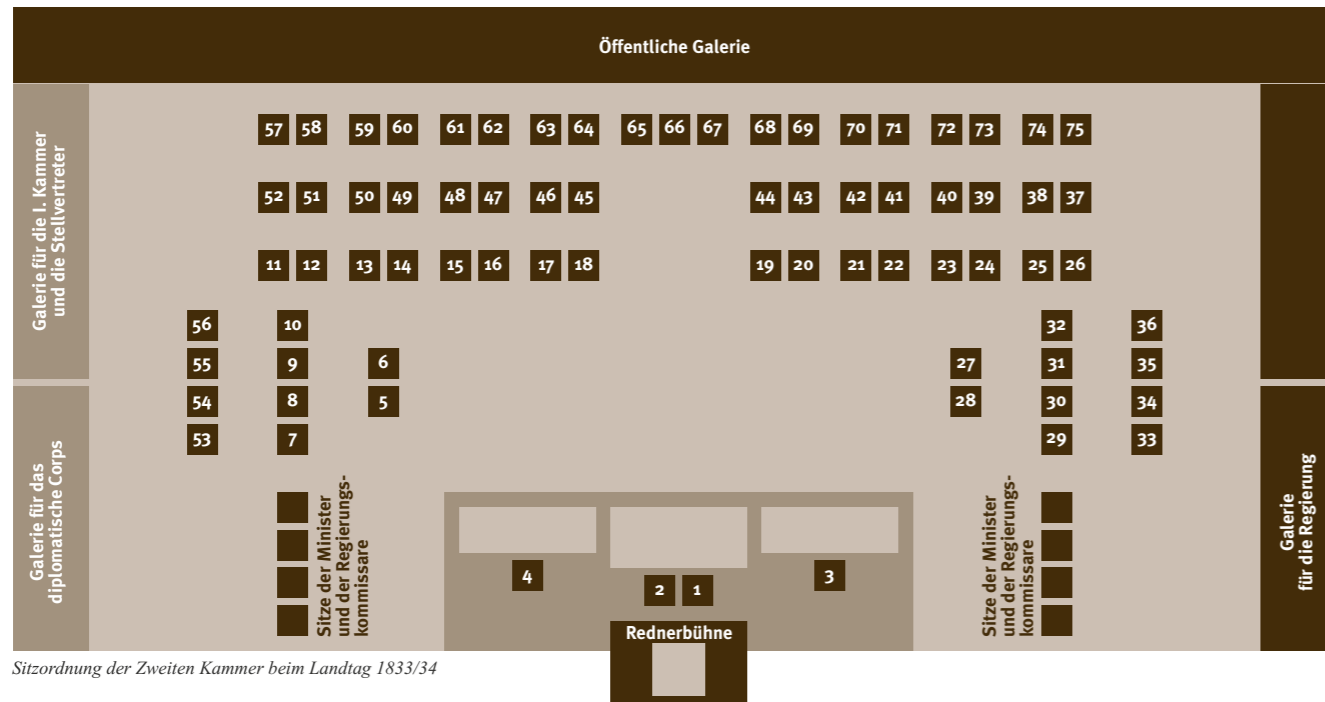 Öffentliche Galerie
Galerie für die I. Kammer
und die Stellvertreter
57 58 59 60 61 62 63 64 65 66 67 68 69 70 71 72 73 74 75
52 51 50 49 48 47 46 45 44 43 42 41 40 39 38 37
11 12 13 14 15 16 17 18 19 20 21 22 23 24 25 26
56 10 32 36
55 9 6 27 31 35
54 8 5 28 30 34
53 7 29 33
Galerie für das
diplomatische Corps
Sitze der Minister
und der Regierungs-
kommissare
4 2 1 3
Rednerbühne
Sitze der Minister
und der Regierungs-
kommissare
Galerie
für die Regierung
Sitzordnung der Zweiten Kammer beim Landtag 1833/34